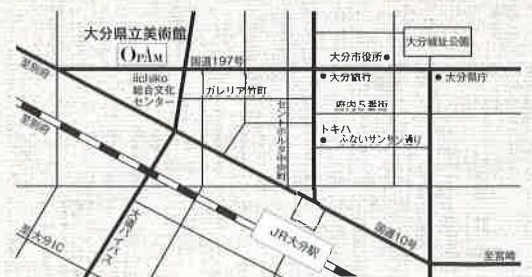 大分県立美術館
OPAM
国道197号
大分市役所
大分城址公園
至別府
iichiko
総合文化
センター
ガレリア竹町
大分銀行
大分県庁
府内5番街
セントポルタ中央町
トキハ
ふないサンサン通り
至別府
大道バイパス
至大分IC
JR大分駅
国道10号
至宮崎